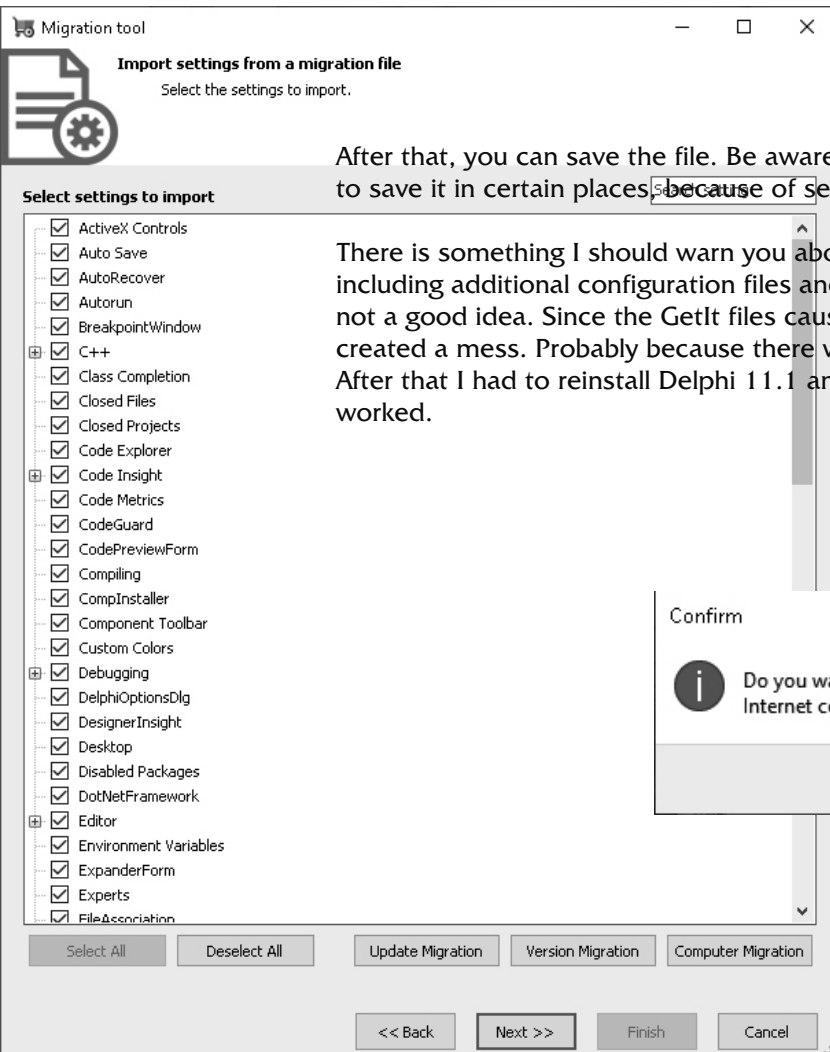 Migration tool
Import settings from a migration file
Select the settings to import.
After that, you can save the file. Be aware
to save it in certain places, because of se
Select settings to import
There is something I should warn you abo
including additional configuration files an
not a good idea. Since the GetIt files caus
created a mess. Probably because there
After that I had to reinstall Delphi 11.1 an
worked.
ActiveX Controls
Auto Save
AutoRecover
Autorun
BreakpointWindow
C++
Class Completion
Closed Files
Closed Projects
Code Explorer
Code Insight
Code Metrics
CodeGuard
CodePreviewForm
Compiling
CompInstaller
Component Toolbar
Custom Colors
Debugging
DelphiOptionsDlg
DesignerInsight
Desktop
Disabled Packages
DotNetFramework
Editor
Environment Variables
ExpanderForm
Experts
FileAssociation
Confirm
Do you wa
Internet co
Select All
Deselect All
Update Migration
Version Migration
Computer Migration
<< Back
Next >>
Finish
Cancel